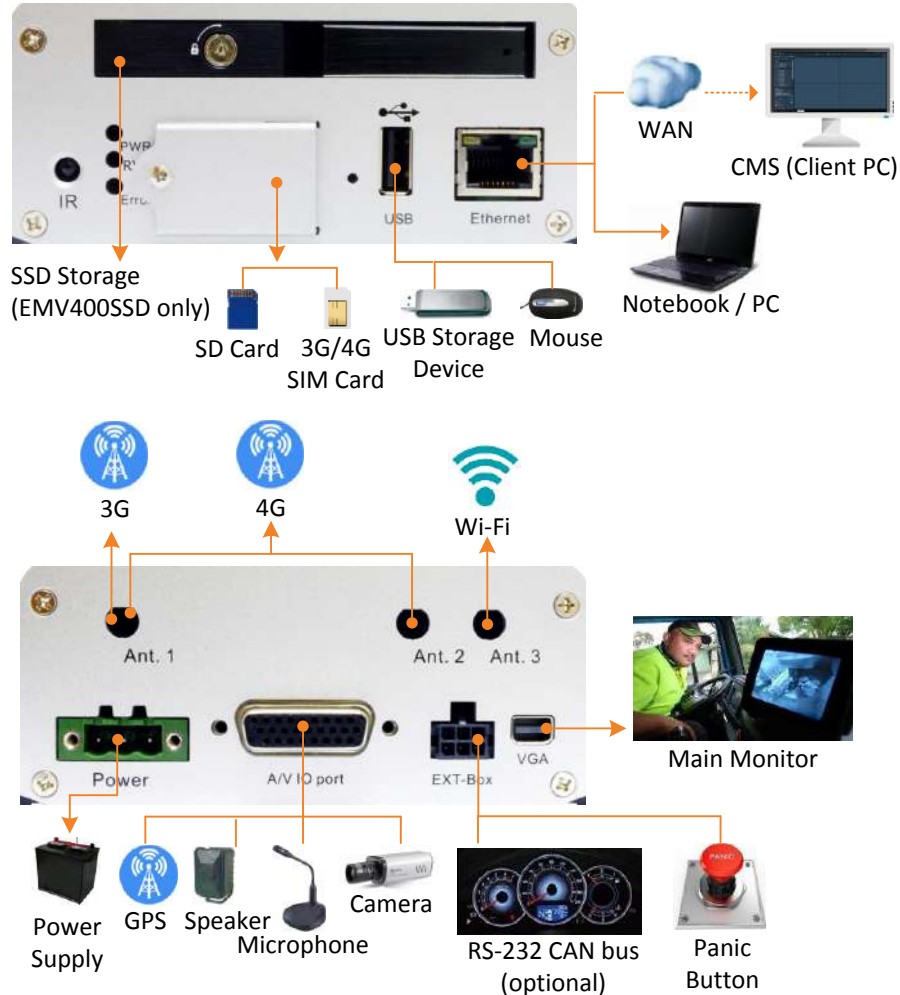 PWR
IR
USB
Ethernet
WAN
CMS (Client PC)
Notebook / PC
SSD Storage
(EMV400SSD only)
SD Card
3G/4G
SIM Card
USB Storage
Device
Mouse
3G
4G
Wi-Fi
Ant. 1
Ant. 2
Ant. 3
Power
A/V IO port
EXT-Box
VGA
Main Monitor
Power
Supply
GPS
Speaker
Microphone
Camera
RS-232 CAN bus
(optional)
PANIC
Panic
Button